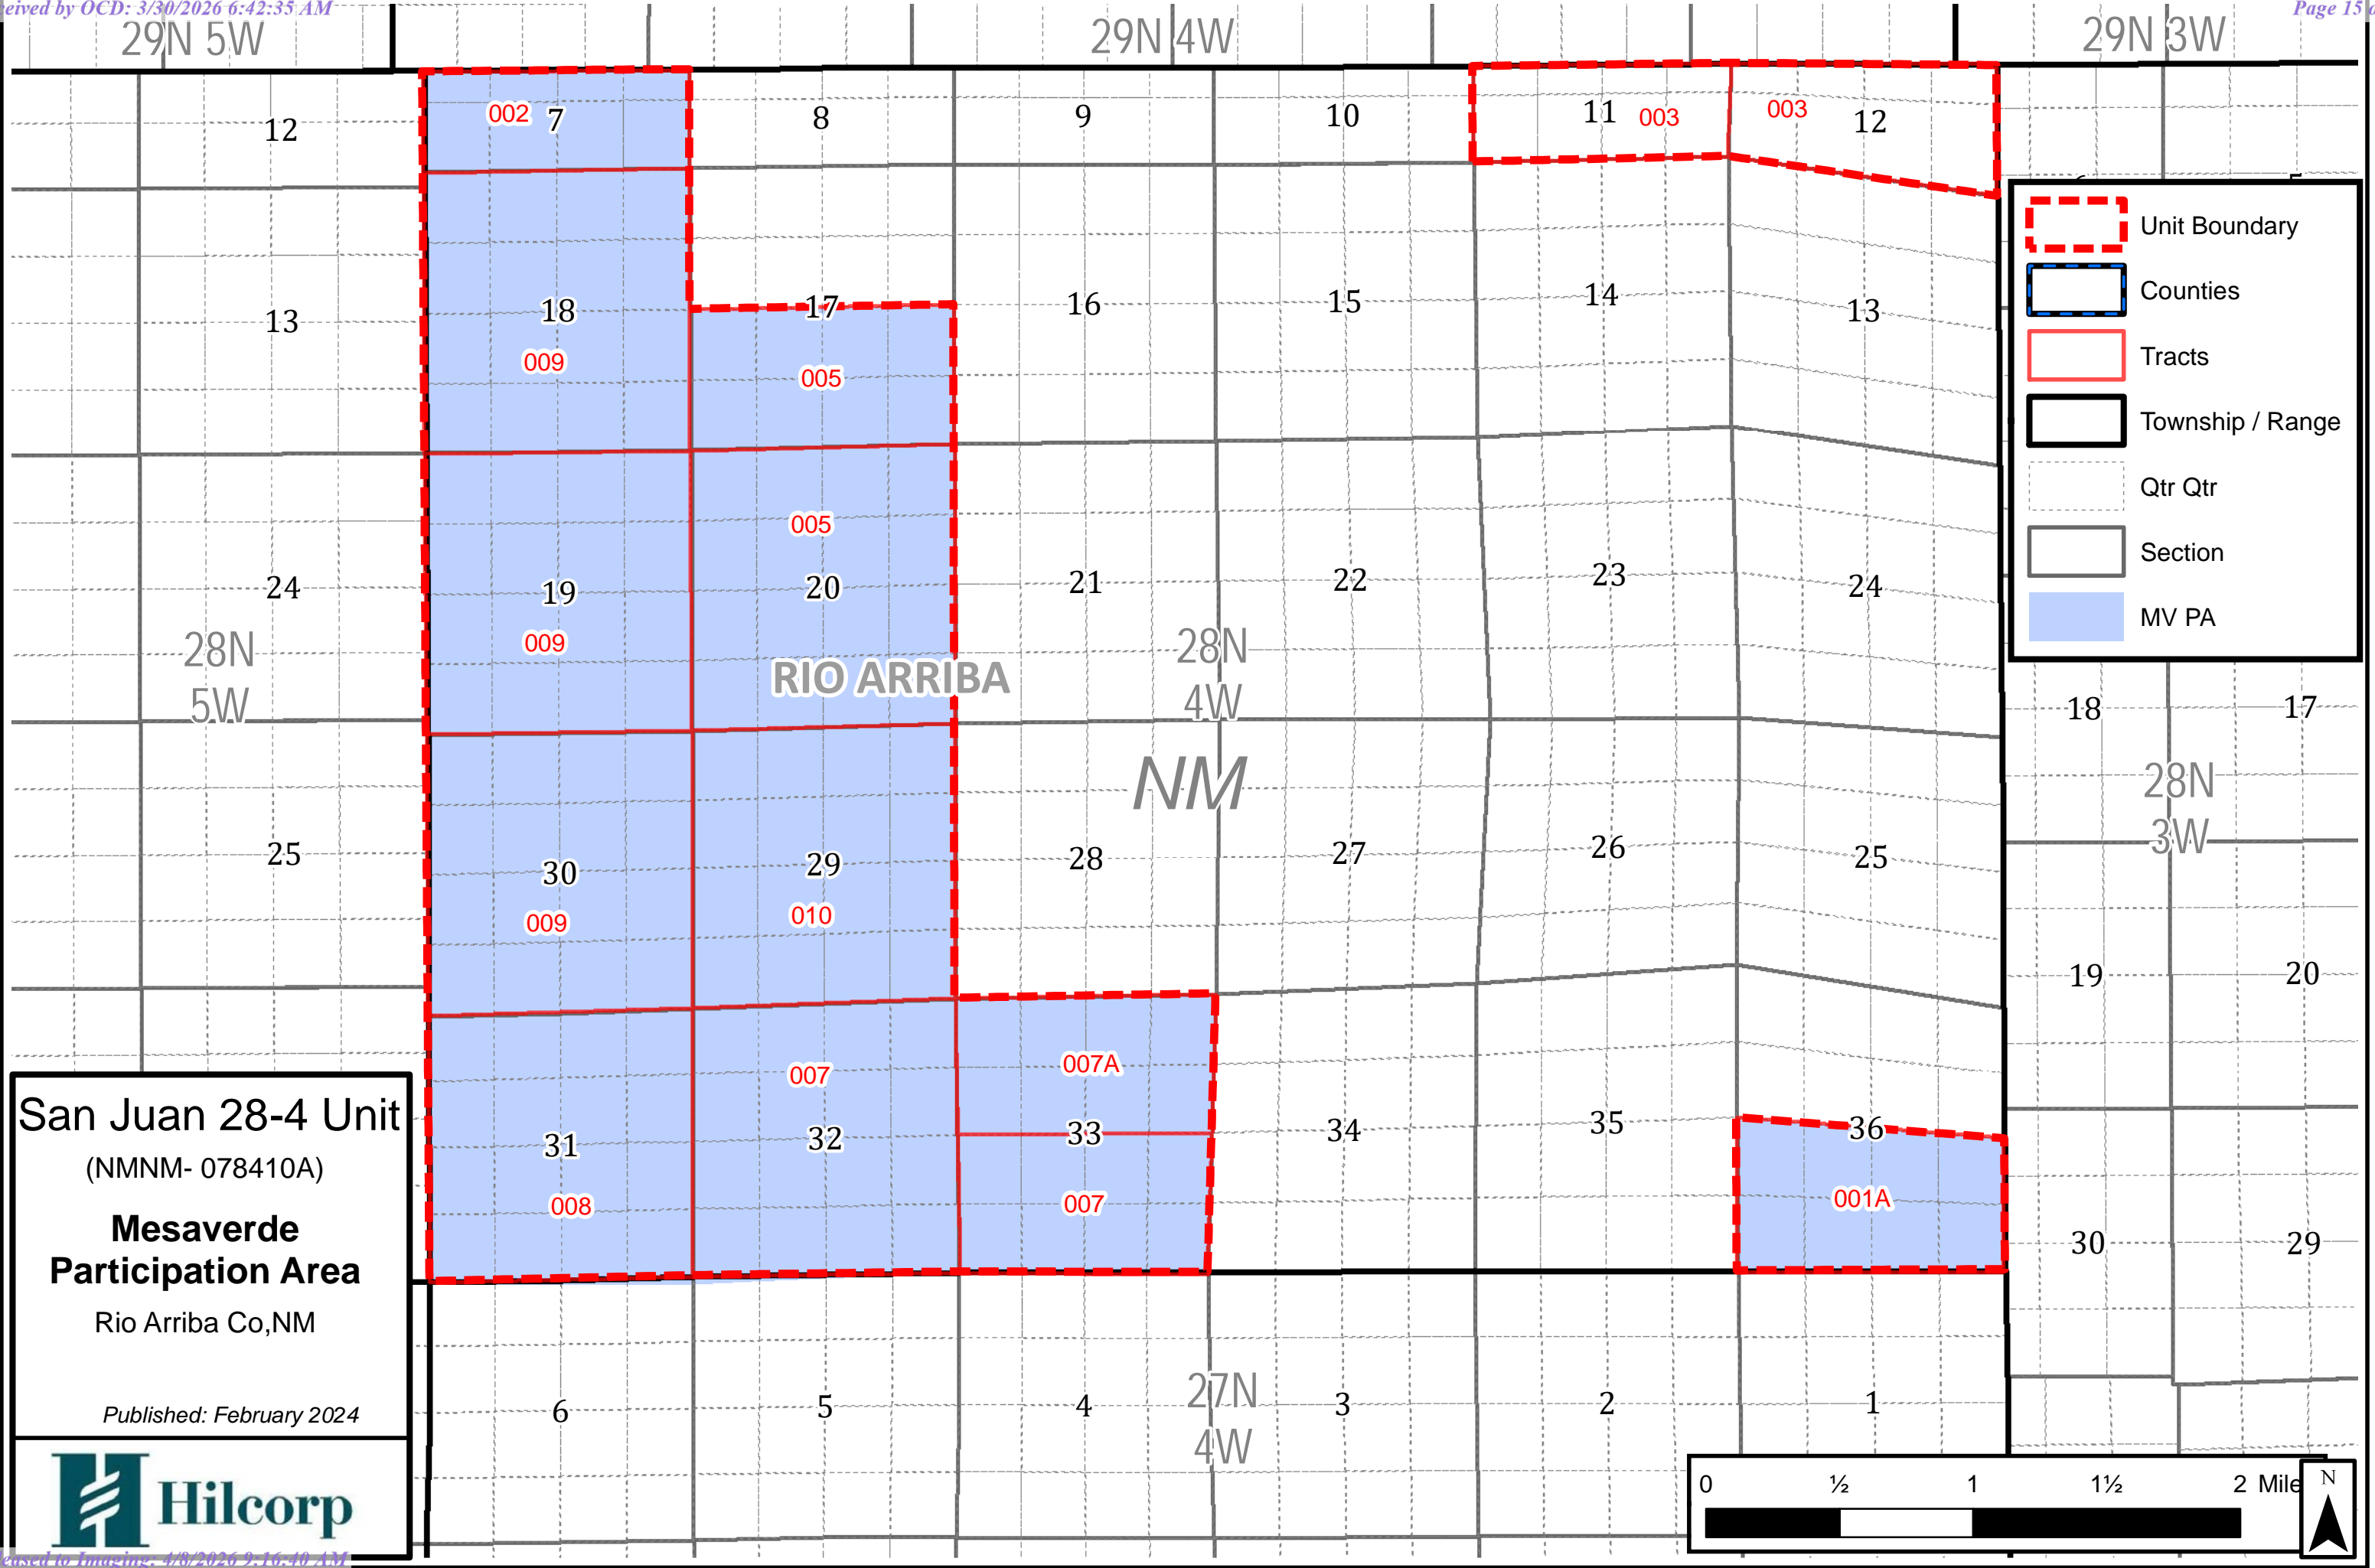 eived by OCD: 3/30/2026 6:42:35 AM
Page 15
29N 5W
29N 4W
29N 3W
12
002 7
8
9
10
11 003
003 12
5
13
18
17
16
15
14
13
009
005
Unit Boundary
Counties
Tracts
Township / Range
Qtr Qtr
Section
MV PA
24
19
20
21
22
23
24
005
009
28N
5W
RIO ARRIBA
28N
4W
NM
18
17
28N
3W
25
30
29
28
27
26
25
009
010
19
20
007
007A
31
32
33
34
35
36
008
007
001A
30
29
San Juan 28-4 Unit
(NMNM- 078410A)
Mesaverde
Participation Area
Rio Arriba Co,NM
Published: February 2024
Hilcorp
6
5
4
3
2
1
27N
4W
0 ½ 1 1½ 2 Mile
N
eased to Imaging: 4/8/2026 9:16:40 AM